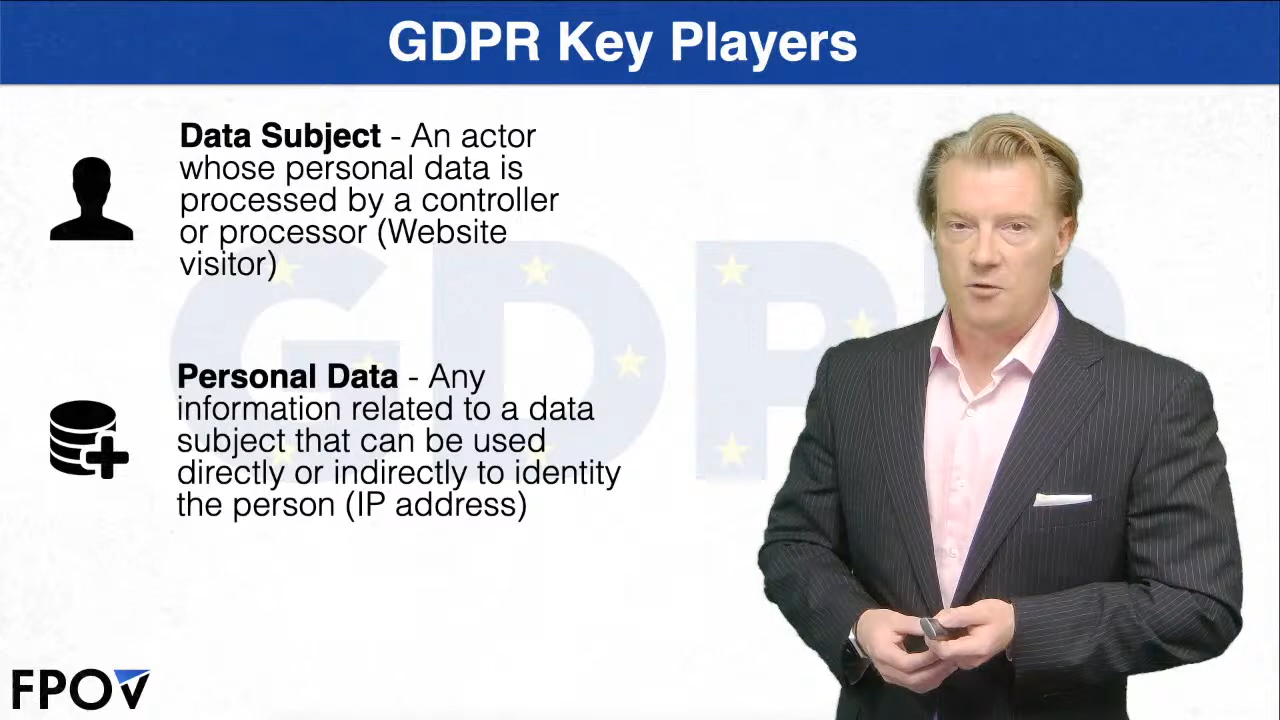 GDPR Key Players
Data Subject - An actor
whose personal data is
processed by a controller
or processor (Website
visitor)
Personal Data - Any
information related to a data
subject that can be used
directly or indirectly to identity
the person (IP address)
GDPR
FPOV